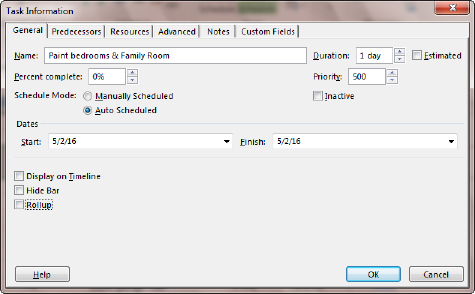 Task Information
General Predecessors Resources Advanced Notes Custom Fields
Name: Paint bedrooms & Family Room Duration: 1 day Estimated
Percent complete: 0% Priority: 500
Schedule Mode: Manually Scheduled Inactive
Auto Scheduled
Dates
Start: 5/2/16 Finish: 5/2/16
Display on Timeline
Hide Bar
Rollup
Help OK Cancel